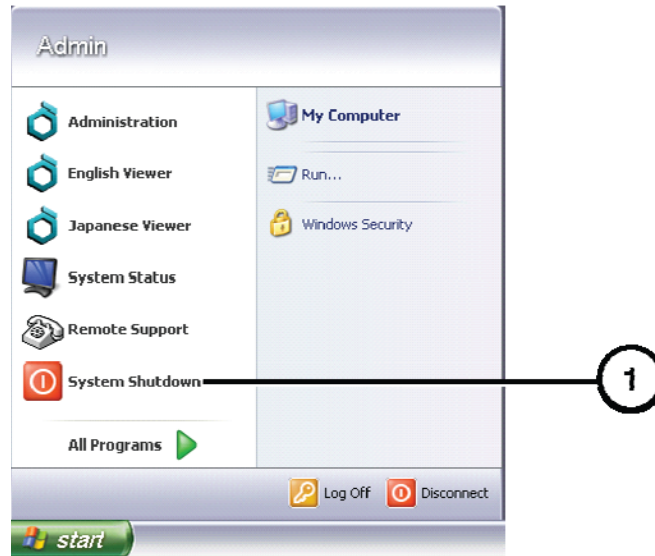 Admin
Administration
English Viewer
Japanese Viewer
System Status
Remote Support
System Shutdown
All Programs
My Computer
Run...
Windows Security
1
Log Off Disconnect
start